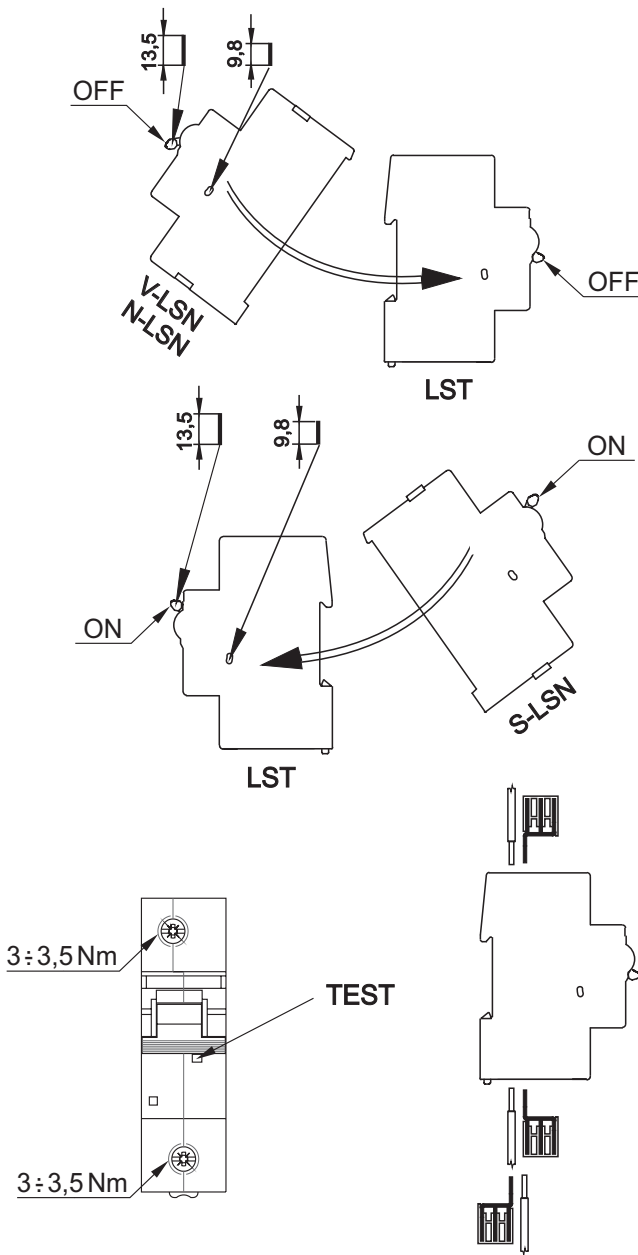 13,5
9,8
OFF
V-LSN
N-LSN
OFF
LST
13,5
9,8
ON
ON
S-LSN
LST
3÷3,5 Nm
TEST
3÷3,5 Nm